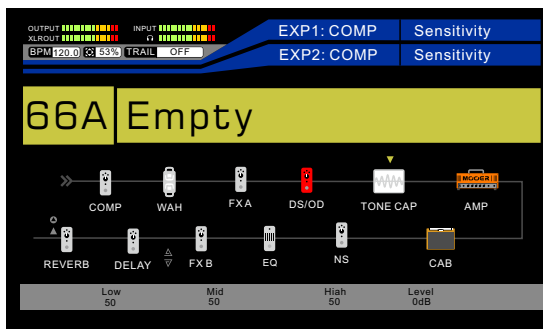 OUTPUT INPUT
XLROUT
BPM 120.0 53% TRAIL OFF
EXP1: COMP Sensitivity
EXP2: COMP Sensitivity
66A Empty
MOOER
COMP WAH FX A DS/OD TONE CAP AMP
REVERB DELAY FX B EQ NS CAB
Low Mid Hiah Level
50 50 50 0dB